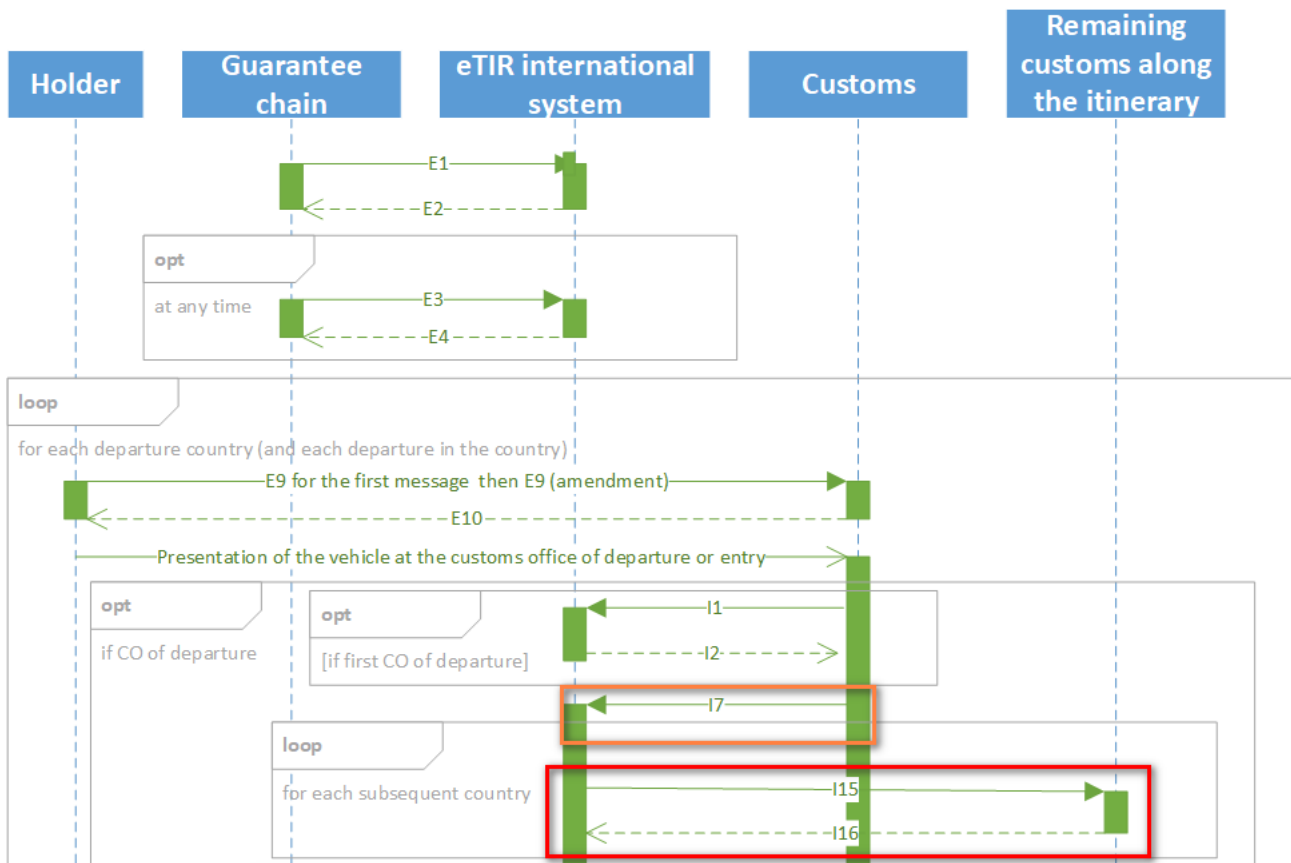 Holder
Guarantee
chain
eTIR international
system
Customs
Remaining
customs along
the itinerary
E1
E2
opt
at any time
E3
E4
loop
for each departure country (and each departure in the country)
E9 for the first message then E9 (amendment)
E10
Presentation of the vehicle at the customs office of departure or entry
opt
if CO of departure
opt
[if first CO of departure]
I1
I2
I7
loop
for each subsequent country
I15
I16